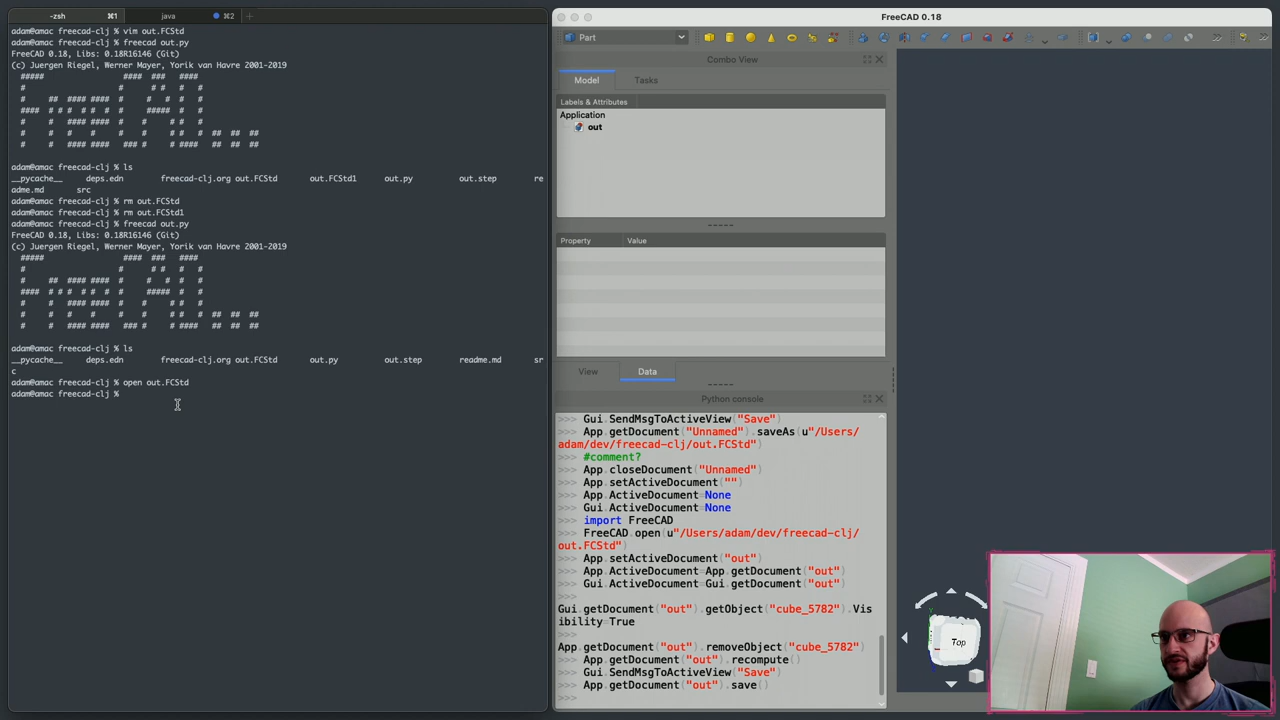 -zsh ⌘1 java ⌘2 +
adam@amac freecad-clj % vim out.FCStd
adam@amac freecad-clj % freecad out.py
FreeCAD 0.18, Libs: 0.18R16146 (Git)
(c) Juergen Riegel, Werner Mayer, Yorik van Havre 2001-2019
##### #### ### ####
# # # # # #
# ## #### #### # # # # #
#### # # # # # # ##### # #
# # #### #### # # # # #
# # # # # # # # # ## ## ##
# # #### #### ### # # #### ## ## ##
adam@amac freecad-clj % ls
__pycache__ deps.edn freecad-clj.org out.FCStd out.FCStd1 out.py out.step re
adme.md src
adam@amac freecad-clj % rm out.FCStd
adam@amac freecad-clj % rm out.FCStd1
adam@amac freecad-clj % freecad out.py
FreeCAD 0.18, Libs: 0.18R16146 (Git)
(c) Juergen Riegel, Werner Mayer, Yorik van Havre 2001-2019
##### #### ### ####
# # # # # #
# ## #### #### # # # # #
#### # # # # # # ##### # #
# # #### #### # # # # #
# # # # # # # # # ## ## ##
# # #### #### ### # # #### ## ## ##
adam@amac freecad-clj % ls
__pycache__ deps.edn freecad-clj.org out.FCStd out.py out.step readme.md sr
c
adam@amac freecad-clj % open out.FCStd
adam@amac freecad-clj %
FreeCAD 0.18
Part
Combo View
Model Tasks
Labels & Attributes
Application
out
Property Value
View Data
Python console
>>> Gui.SendMsgToActiveView("Save")
>>> App.getDocument("Unnamed").saveAs(u"/Users/
adam/dev/freecad-clj/out.FCStd")
>>> #comment?
>>> App.closeDocument("Unnamed")
>>> App.setActiveDocument("")
>>> App.ActiveDocument=None
>>> Gui.ActiveDocument=None
>>> import FreeCAD
>>> FreeCAD.open(u"/Users/adam/dev/freecad-clj/
out.FCStd")
>>> App.setActiveDocument("out")
>>> App.ActiveDocument=App.getDocument("out")
>>> Gui.ActiveDocument=Gui.getDocument("out")
>>>
Gui.getDocument("out").getObject("cube_5782").Vis
ibility=True
>>>
App.getDocument("out").removeObject("cube_5782")
>>> App.getDocument("out").recompute()
>>> Gui.SendMsgToActiveView("Save")
>>> App.getDocument("out").save()
>>>
Y
Top